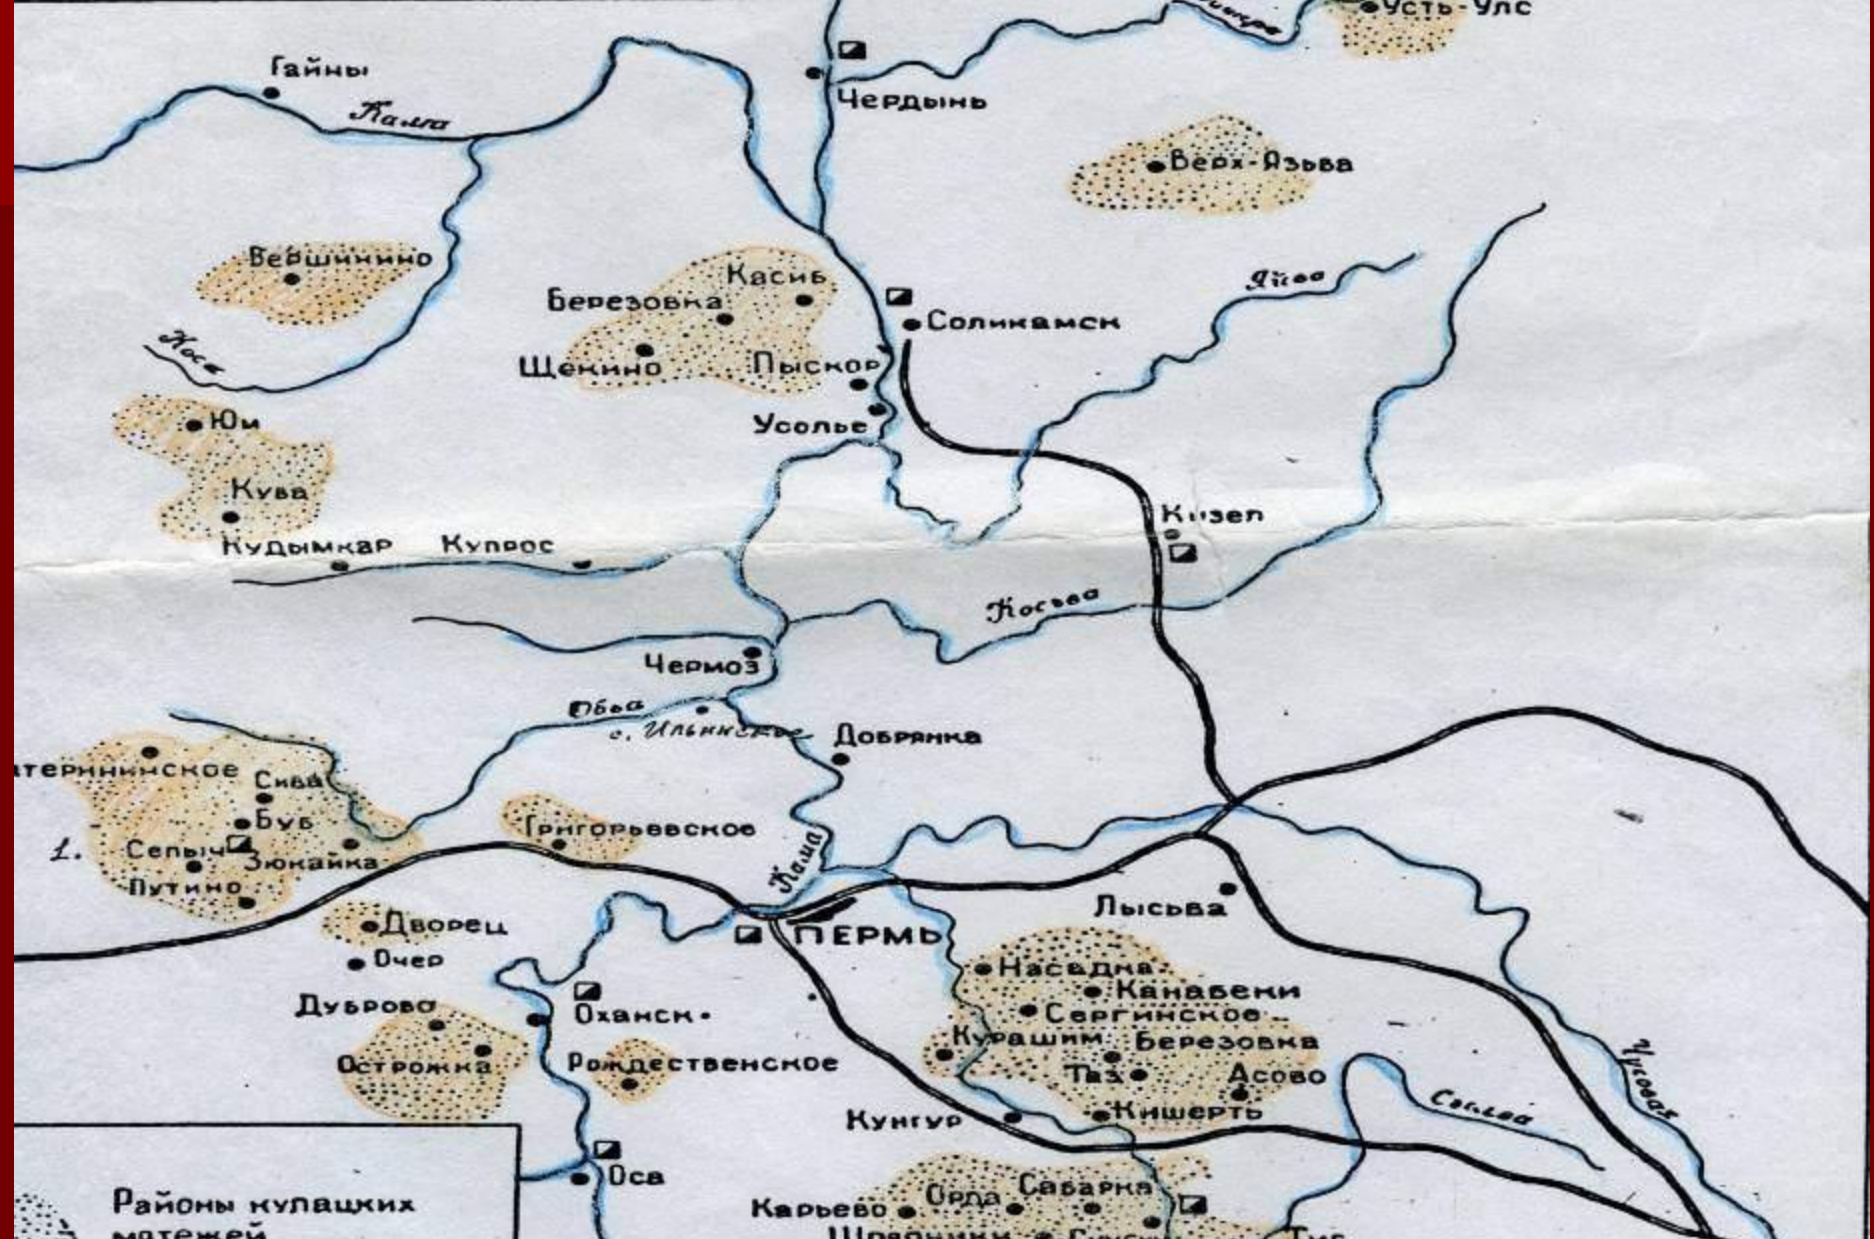 Усть-Улс
Гайны
Кама
Чердынь
Верх-Язьва
Вершинино
Касиб
Яйва
Березовка
Соликамск
Коса
Щекино
Пыскор
Юм
Усолье
Кува
Кизел
Кудымкар
Купрос
Косьва
Чермоз
Обва
с. Ильинское
Добрянка
Сива
Буб
Григорьевское
1.
Сепыч
Зюкайка
Кама
Путино
Лысьва
Дворец
ПЕРМЬ
Очер
Насадка
Канабеки
Дуброво
Оханск
Сергинское
Курашим
Березовка
Острожка
Рождественское
Таз
Асово
Чусовая
Кишерть
Сылва
Кунгур
Оса
Орда
Сабарка
Карьево
Районы кулацких
мятежей